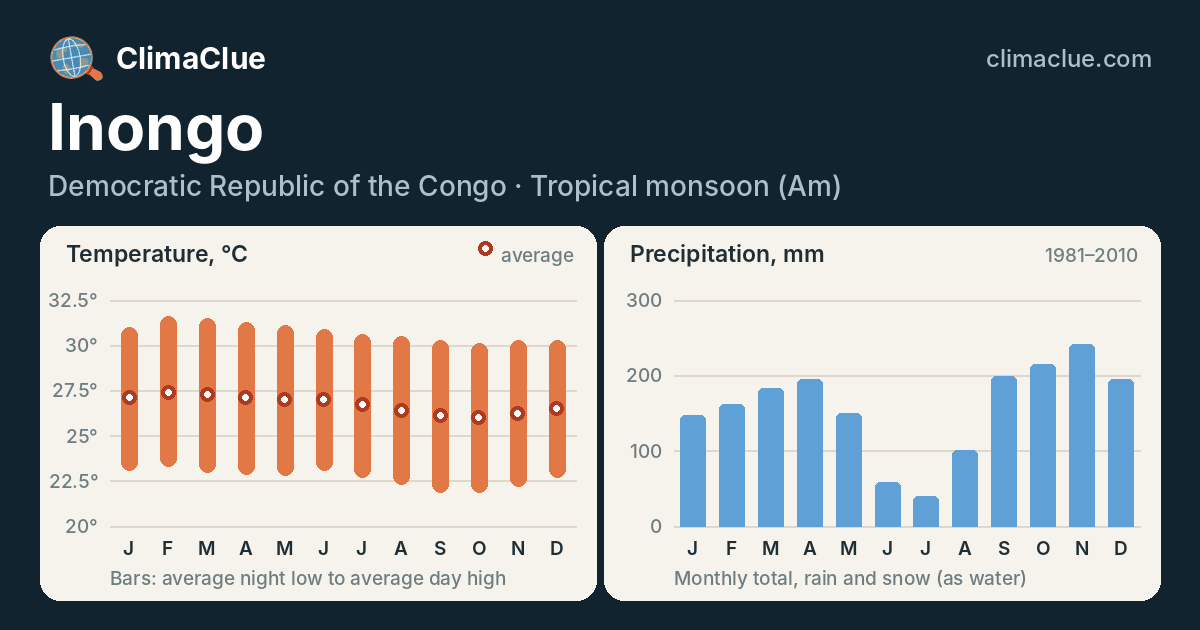 ClimaClue
climaclue.com
Inongo
Democratic Republic of the Congo · Tropical monsoon (Am)
Temperature, °C
average
32.5°
30°
27.5°
25°
22.5°
20°
J F M A M J J A S O N D
Bars: average night low to average day high
Precipitation, mm
1981–2010
300
200
100
0
J F M A M J J A S O N D
Monthly total, rain and snow (as water)